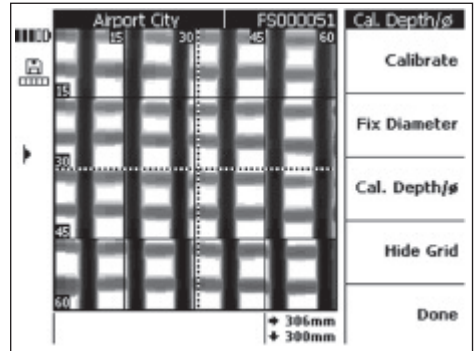 Airport City FS000051 Cal. Depth/ø
15 30 45 60
Calibrate
15
Fix Diameter
30
Cal. Depth/ø
45
Hide Grid
60
→ 306mm
↓ 300mm
Done